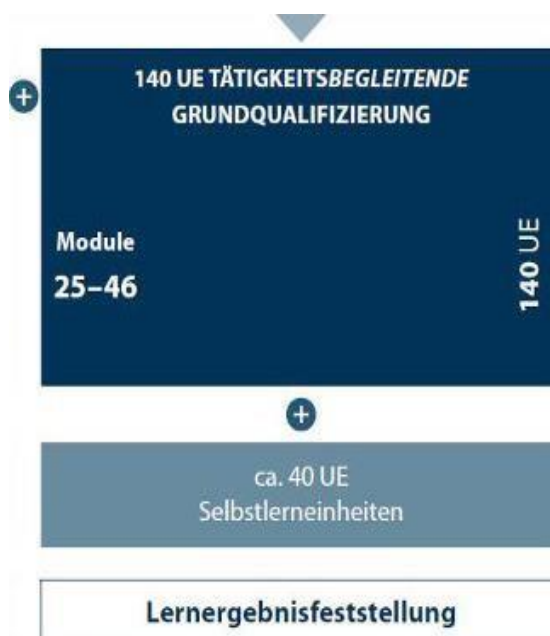 140 UE TÄTIGKEITSBEGLEITENDE
GRUNDQUALIFIZIERUNG
Module
25–46
140 UE
ca. 40 UE
Selbstlerneinheiten
Lernergebnisfeststellung